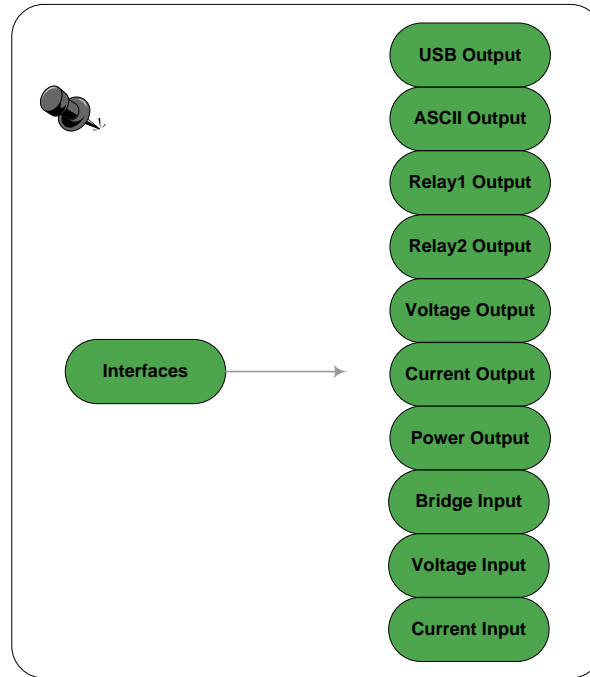 USB Output
ASCII Output
Relay1 Output
Relay2 Output
Voltage Output
Interfaces
Current Output
Power Output
Bridge Input
Voltage Input
Current Input